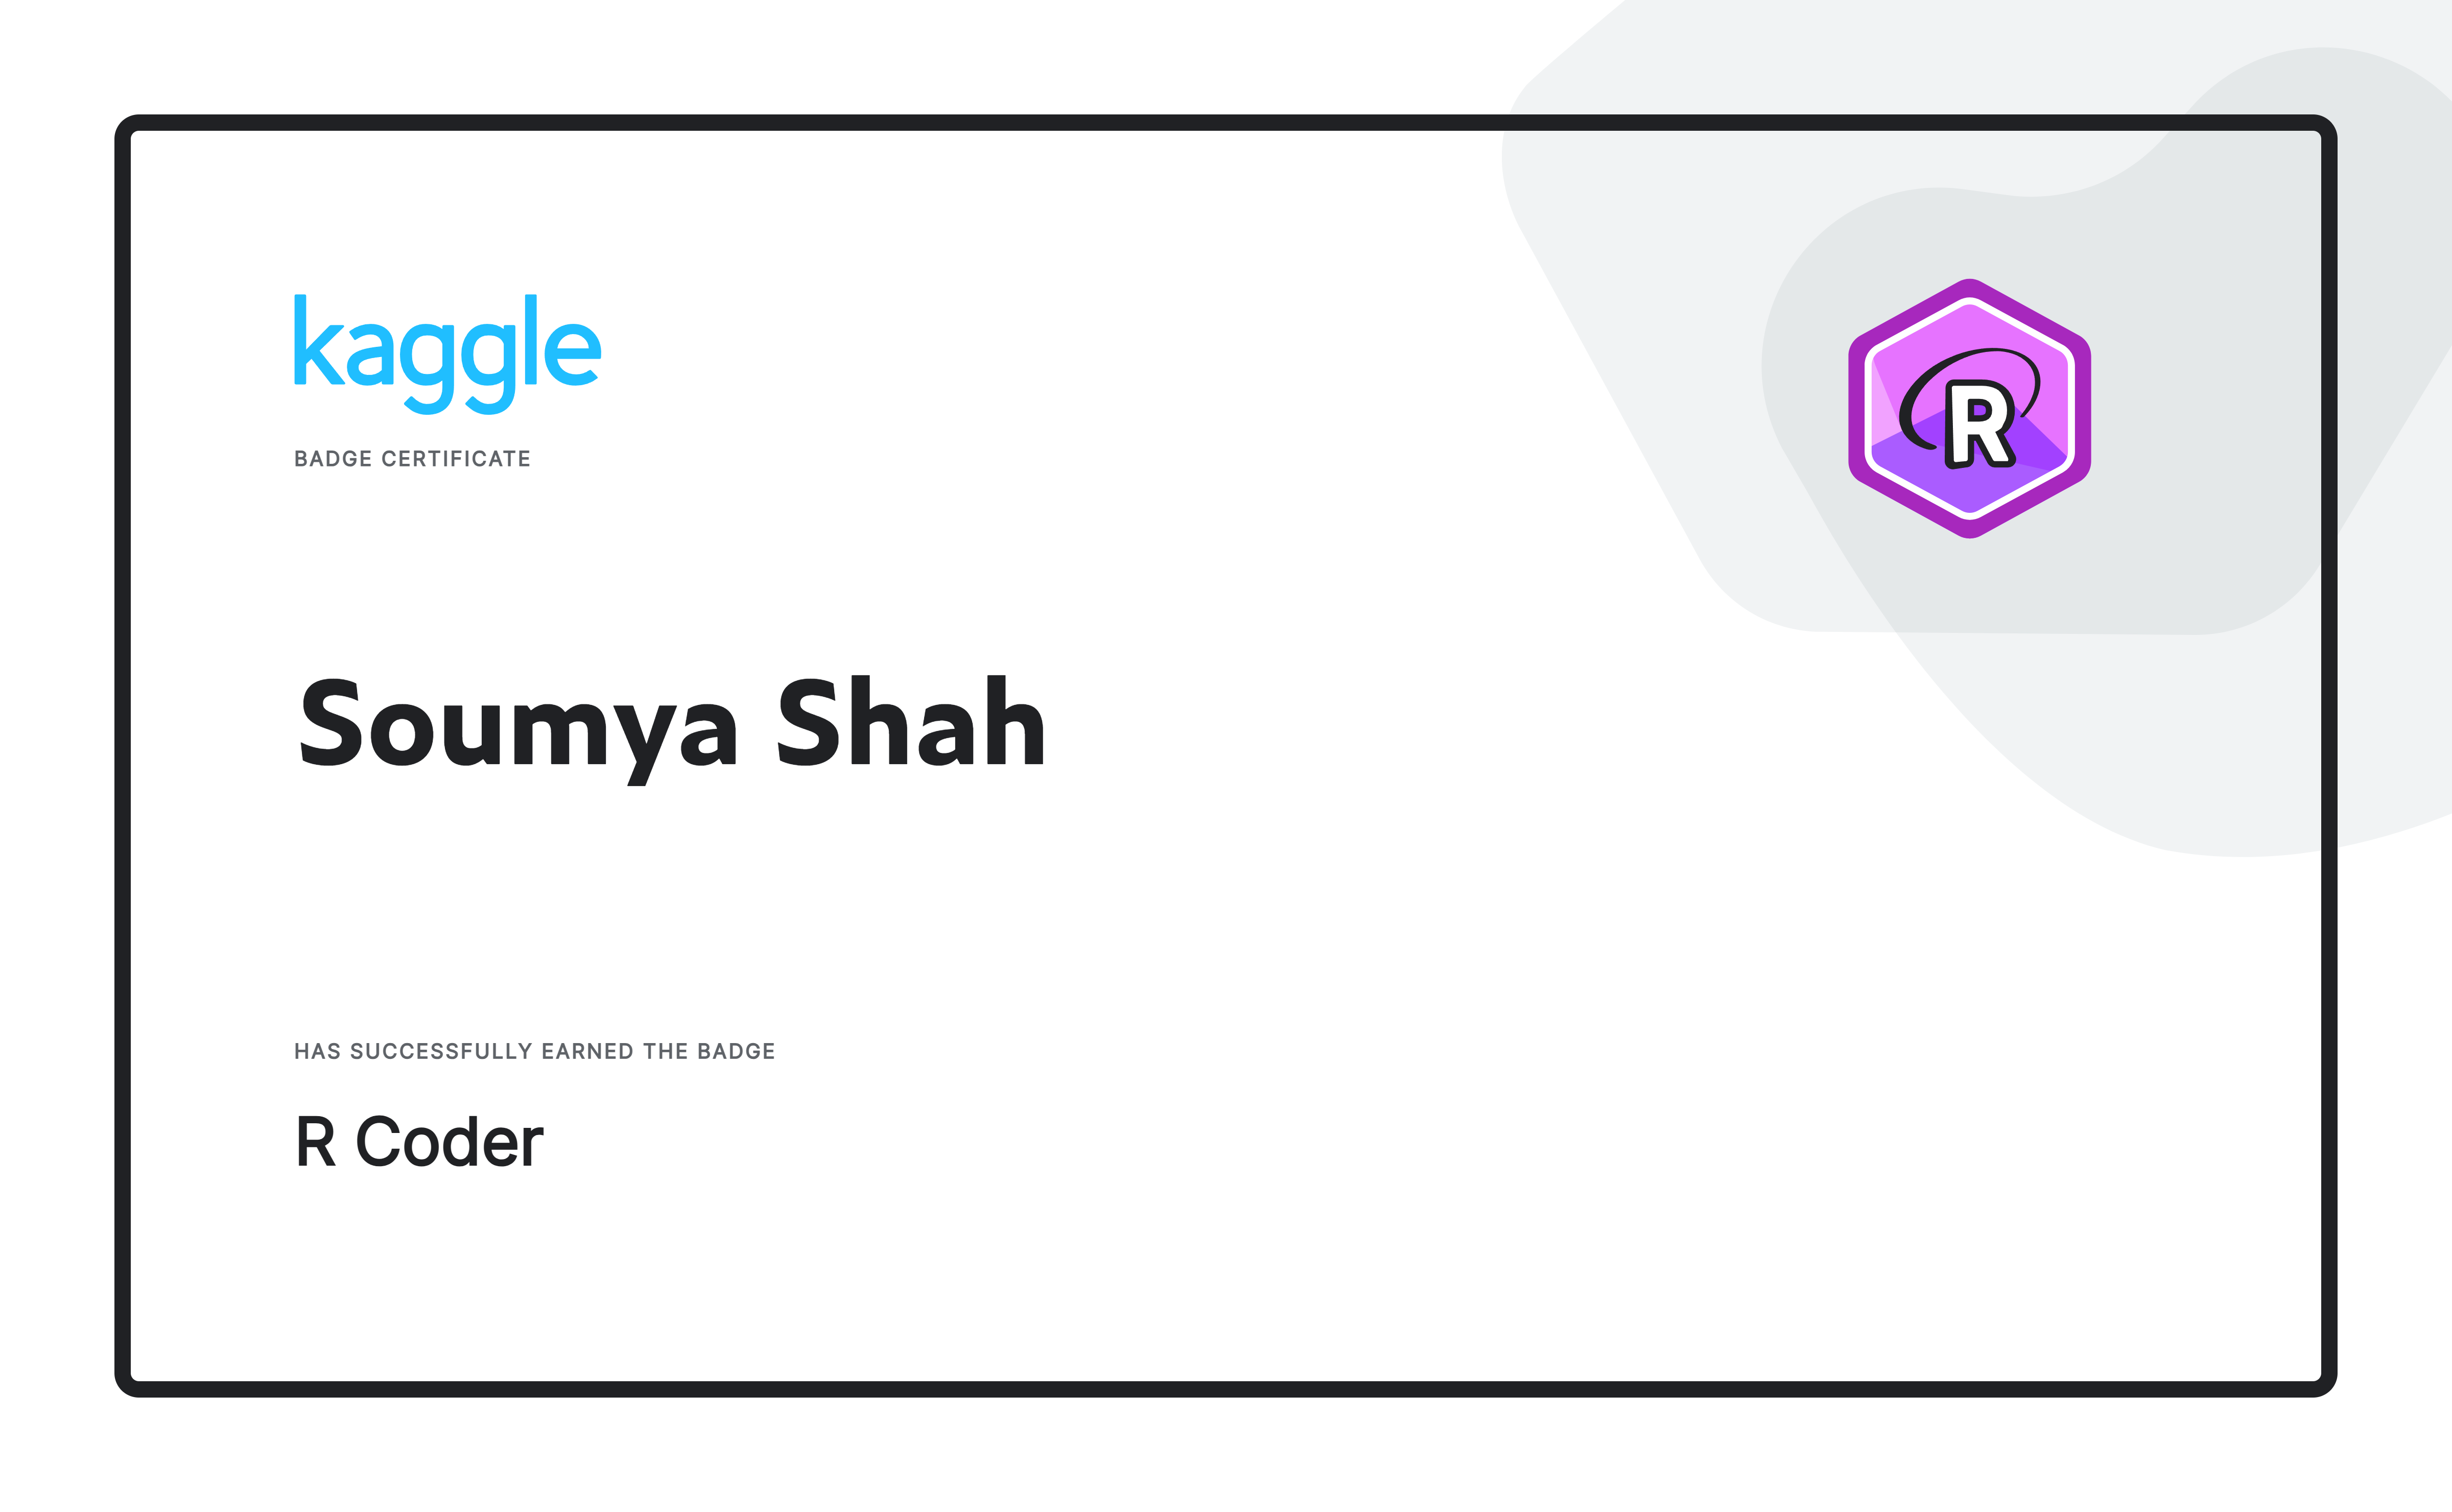 kaggle
BADGE CERTIFICATE
R
Soumya Shah
HAS SUCCESSFULLY EARNED THE BADGE
R Coder